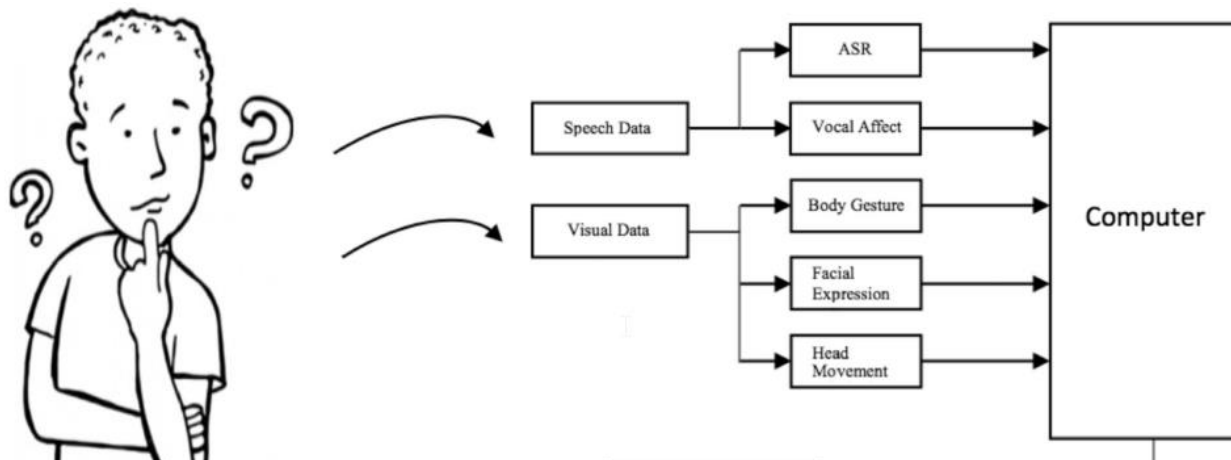 ?
?
Speech Data
Visual Data
ASR
Vocal Affect
Body Gesture
Facial
Expression
Head
Movement
Computer